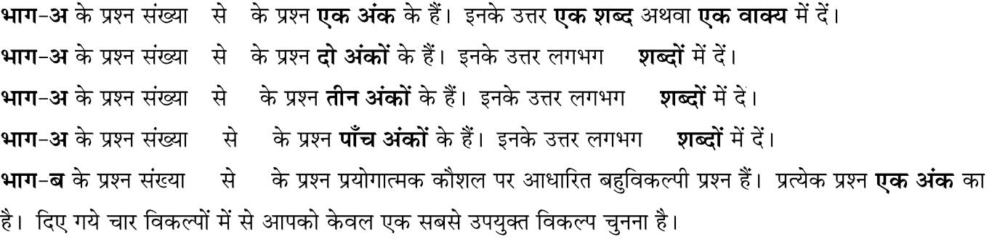 भाग-अ के प्रश्न संख्या से के प्रश्न एक अंक के हैं। इनके उत्तर एक शब्द अथवा एक वाक्य में दें।
भाग-अ के प्रश्न संख्या से के प्रश्न दो अंकों के हैं। इनके उत्तर लगभग शब्दों में दें।
भाग-अ के प्रश्न संख्या से के प्रश्न तीन अंकों के हैं। इनके उत्तर लगभग शब्दों में दें।
भाग-अ के प्रश्न संख्या से के प्रश्न पाँच अंकों के हैं। इनके उत्तर लगभग शब्दों में दें।
भाग-ब के प्रश्न संख्या से के प्रश्न प्रयोगात्मक कौशल पर आधारित बहुविकल्पी प्रश्न हैं। प्रत्येक प्रश्न एक अंक का
है। दिए गये चार विकल्पों में से आपको केवल एक सबसे उपयुक्त विकल्प चुनना है।